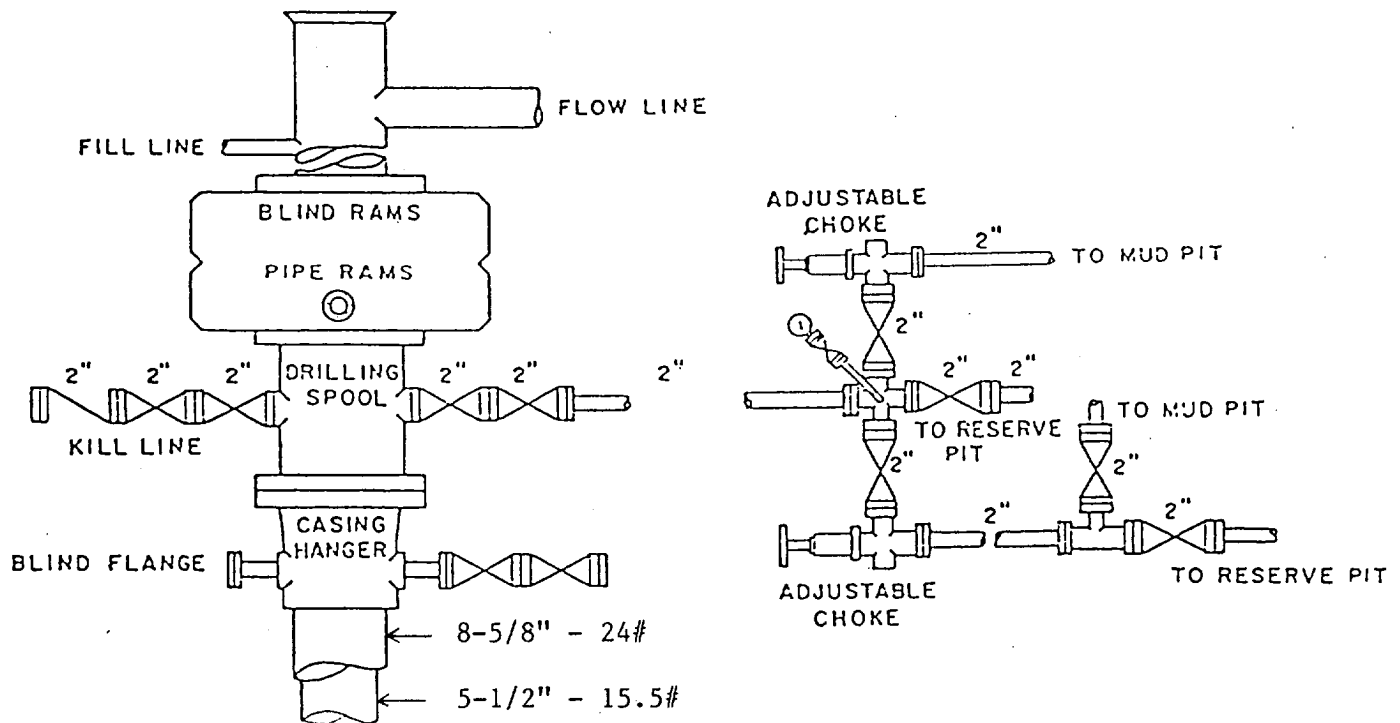 FLOW LINE
FILL LINE
BLIND RAMS
PIPE RAMS
DRILLING
SPOOL
2" 2" 2" 2" 2" 2"
KILL LINE
CASING
HANGER
BLIND FLANGE
8-5/8" - 24#
5-1/2" - 15.5#
ADJUSTABLE
CHOKE
2"
TO MUD PIT
2"
2" 2"
TO RESERVE
PIT
TO MUD PIT
2"
2"
2"
2"
ADJUSTABLE
CHOKE
TO RESERVE PIT